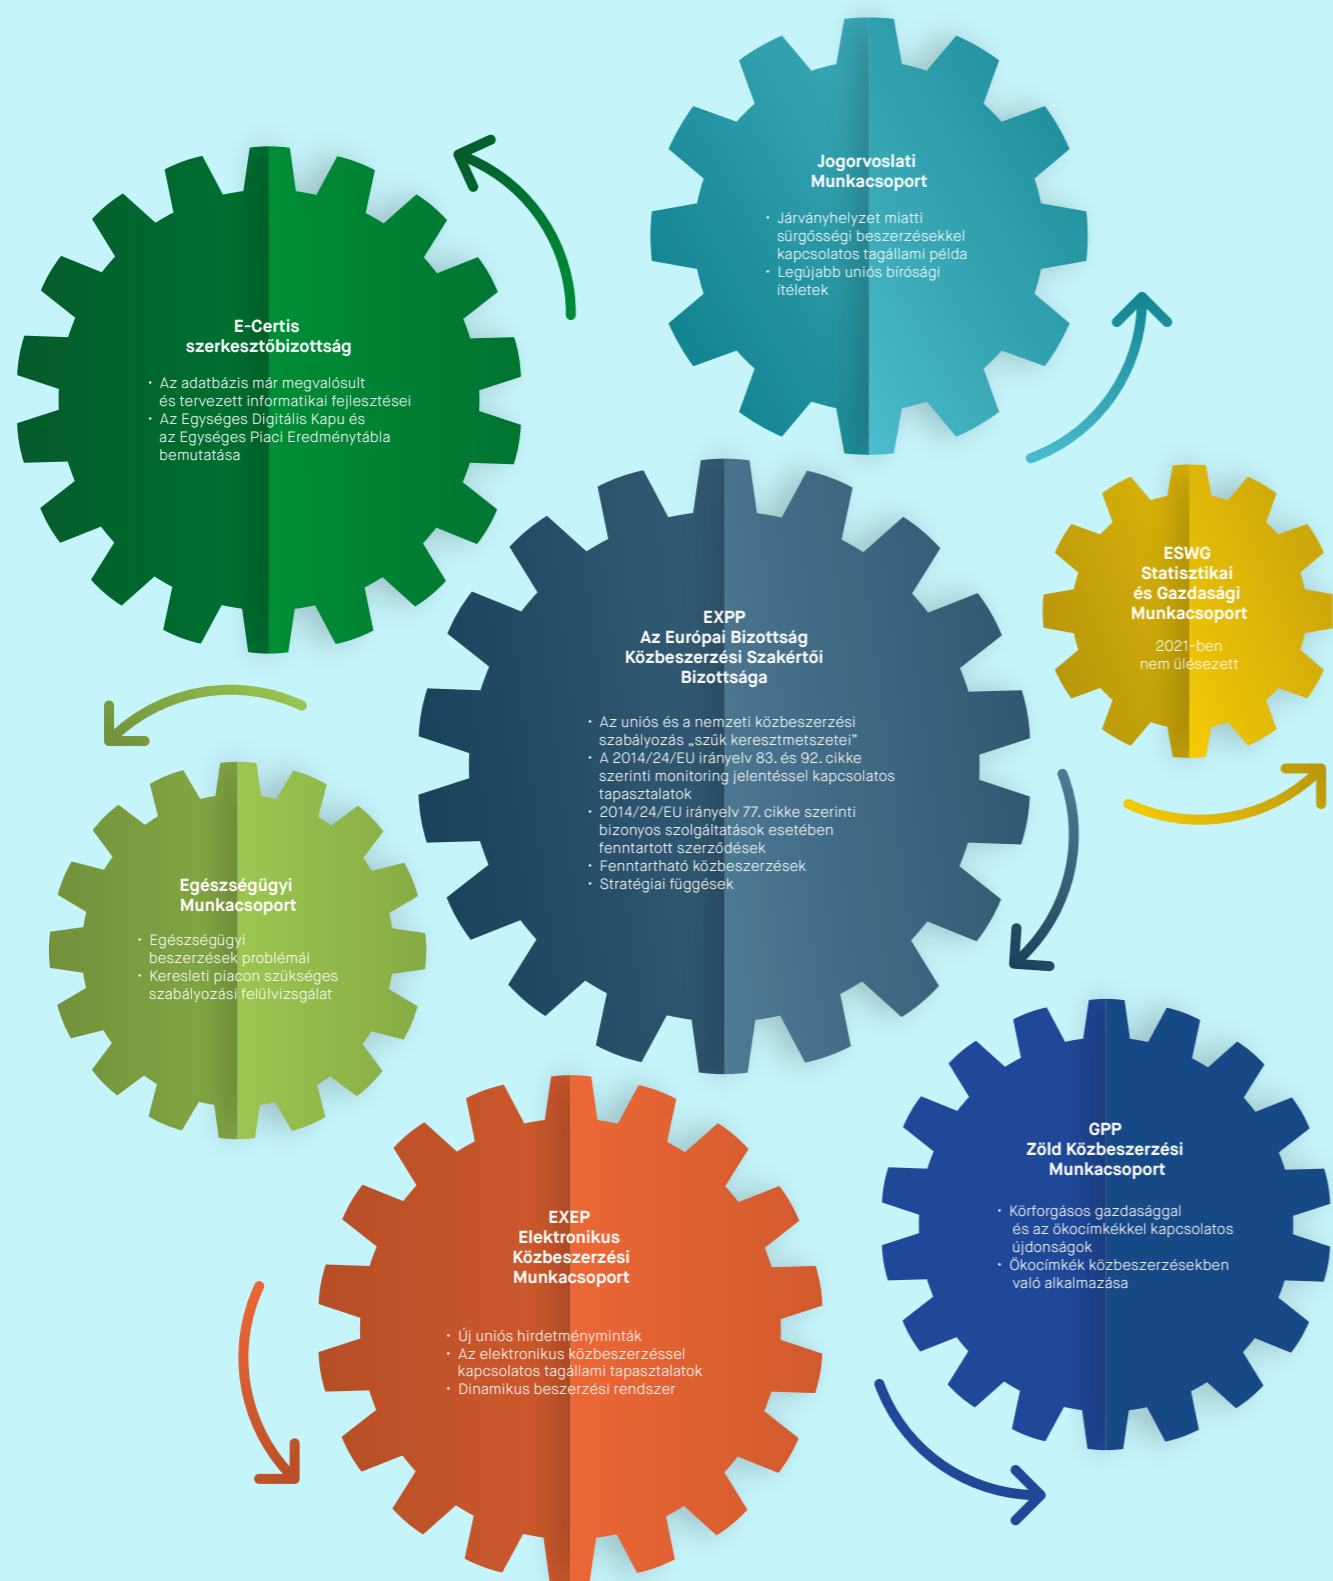 Jogorvoslati
Munkacsoport
• Járványhelyzet miatti
sürgősségi beszerzésekkel
kapcsolatos tagállami példa
• Legújabb uniós bírósági
ítéletek
E-Certis
szerkesztőbizottság
• Az adatbázis már megvalósult
és tervezett informatikai fejlesztései
• Az Egységes Digitális Kapu és
az Egységes Piaci Eredménytábla
bemutatása
ESWG
Statisztikai
és Gazdasági
Munkacsoport
2021-ben
nem ülésezett
EXPP
Az Európai Bizottság
Közbeszerzési Szakértői
Bizottsága
• Az uniós és a nemzeti közbeszerzési
szabályozás „szűk keresztmetszetei”
• A 2014/24/EU irányelv 83. és 92. cikke
szerinti monitoring jelentéssel kapcsolatos
tapasztalatok
• 2014/24/EU irányelv 77. cikke szerinti
bizonyos szolgáltatások esetében
fenntartott szerződések
• Fenntartható közbeszerzések
• Stratégiai függések
Egészségügyi
Munkacsoport
• Egészségügyi
beszerzések problémái
• Keresleti piacon szükséges
szabályozási felülvizsgálat
GPP
Zöld Közbeszerzési
Munkacsoport
• Körforgásos gazdasággal
és az ökocímkékkel kapcsolatos
újdonságok
• Ökocímkék közbeszerzésekben
való alkalmazása
EXEP
Elektronikus
Közbeszerzési
Munkacsoport
• Új uniós hirdetményminták
• Az elektronikus közbeszerzéssel
kapcsolatos tagállami tapasztalatok
• Dinamikus beszerzési rendszer